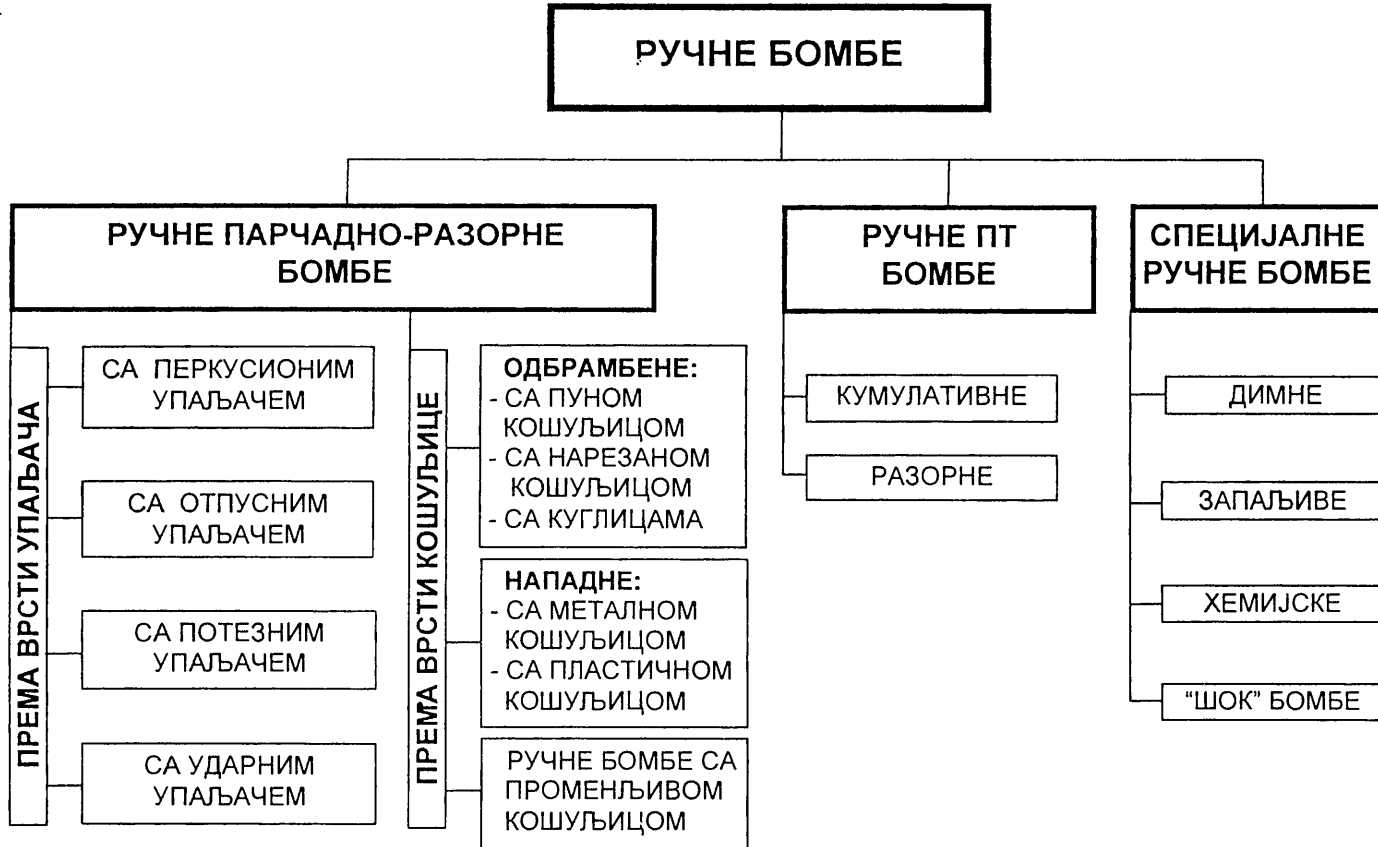 РУЧНЕ БОМБЕ
РУЧНЕ ПАРЧАДНО-РАЗОРНЕ
БОМБЕ
ПРЕМА ВРСТИ УПАЉАЧА
СА ПЕРКУСИОНИМ
УПАЉАЧЕМ
СА ОТПУСНИМ
УПАЉАЧЕМ
СА ПОТЕЗНИМ
УПАЉАЧЕМ
СА УДАРНИМ
УПАЉАЧЕМ
ПРЕМА ВРСТИ КОШУЉИЦЕ
ОДБРАМБЕНЕ:
- СА ПУНОМ
КОШУЉИЦОМ
- СА НАРЕЗАНОМ
КОШУЉИЦОМ
- СА КУГЛИЦАМА
НАПАДНЕ:
- СА МЕТАЛНОМ
КОШУЉИЦОМ
- СА ПЛАСТИЧНОМ
КОШУЉИЦОМ
РУЧНЕ БОМБЕ СА
ПРОМЕНЉИВОМ
КОШУЉИЦОМ
РУЧНЕ ПТ
БОМБЕ
КУМУЛАТИВНЕ
РАЗОРНЕ
СПЕЦИЈАЛНЕ
РУЧНЕ БОМБЕ
ДИМНЕ
ЗАПАЉИВЕ
ХЕМИЈСКЕ
“ШОК” БОМБЕ